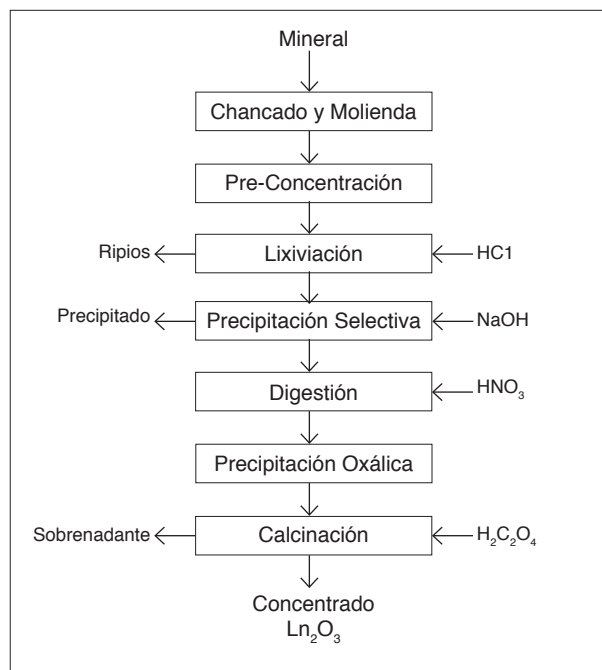 Mineral
Chancado y Molienda
Pre-Concentración
Ripios
Lixiviación
HC1
Precipitado
Precipitación Selectiva
NaOH
Digestión
HNO₃
Precipitación Oxálica
Sobrenadante
Calcinación
H₂C₂O₄
Concentrado
Ln₂O₃